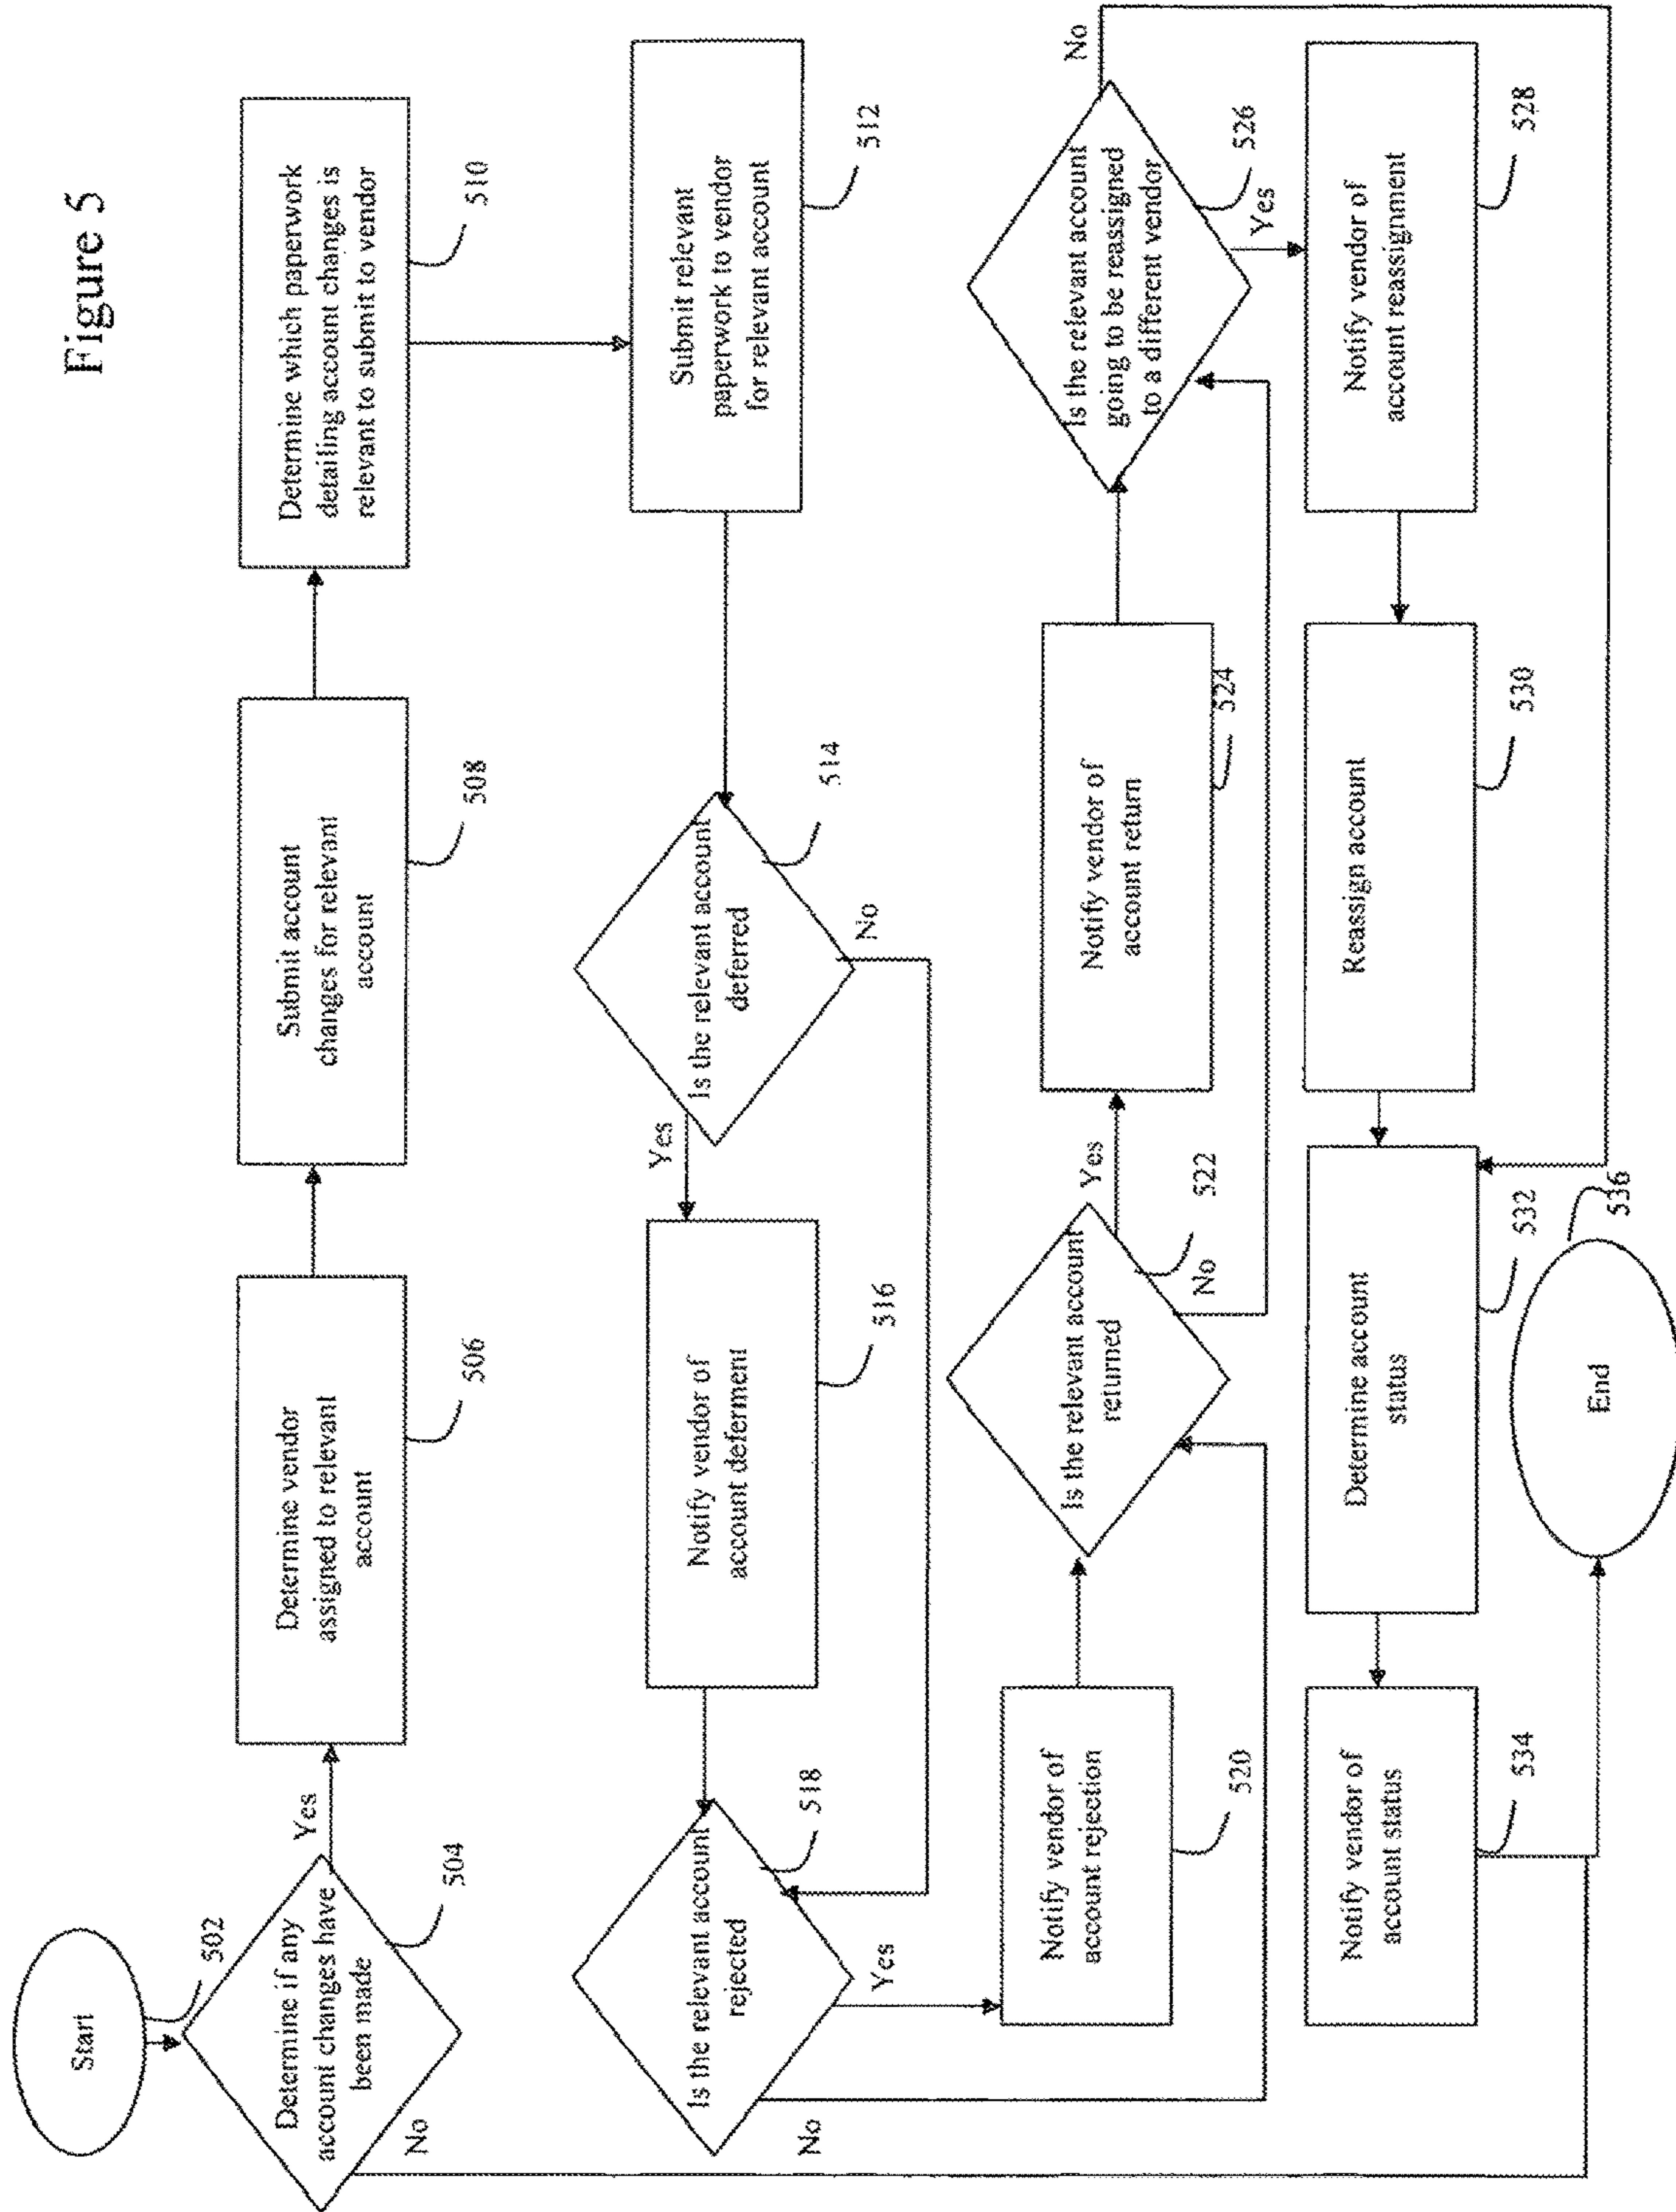 Figure 5
Start
502
Determine if any
account changes have
been made
504
Yes
No
Determine vendor
assigned to relevant
account
506
Submit account
changes for relevant
account
508
Determine which paperwork
detailing account changes is
relevant to submit to vendor
510
Submit relevant
paperwork to vendor
for relevant account
512
Is the relevant account
deferred
514
Yes
No
Notify vendor of
account deferment
516
Is the relevant account
rejected
518
Yes
No
Notify vendor of
account rejection
520
Is the relevant account
returned
522
Yes
No
Notify vendor of
account return
524
Is the relevant account
going to be reassigned
to a different vendor
526
No
Yes
Notify vendor of
account reassignment
528
Reassign account
530
Determine account
status
532
Notify vendor of
account status
534
End
536